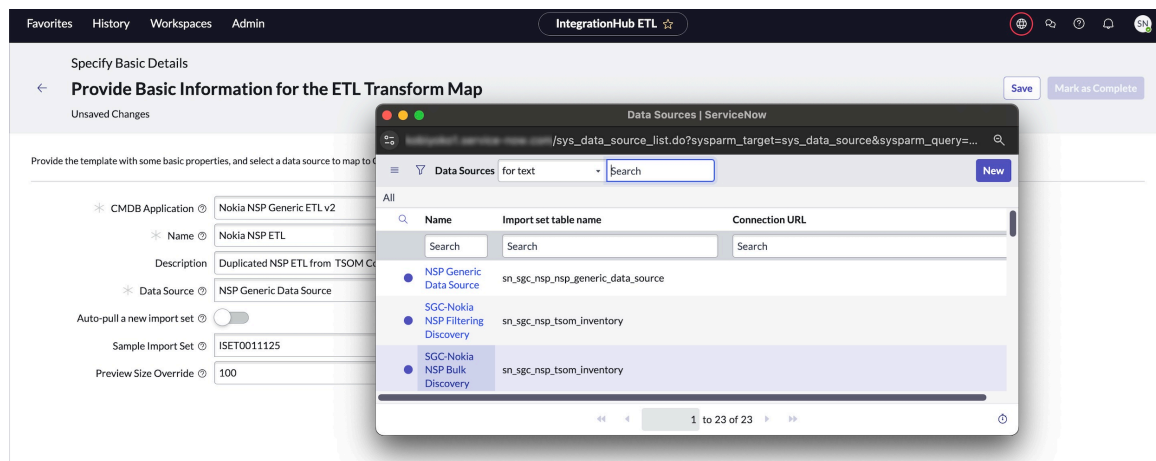 Favorites History Workspaces Admin IntegrationHub ETL SN
Specify Basic Details
Provide Basic Information for the ETL Transform Map
Save Mark as Complete
Unsaved Changes
Data Sources | ServiceNow
/sys_data_source_list.do?sysparm_target=sys_data_source&sysparm_query=...
Provide the template with some basic properties, and select a data source to map to
Data Sources for text Search New
All
Name Import set table name Connection URL
Search Search Search
NSP Generic
Data Source
sn_sgc_nsp_nsp_generic_data_source
SGC-Nokia
NSP Filtering
Discovery
sn_sgc_nsp_tsom_inventory
SGC-Nokia
NSP Bulk
Discovery
sn_sgc_nsp_tsom_inventory
1 to 23 of 23
CMDB Application Nokia NSP Generic ETL v2
Name Nokia NSP ETL
Description Duplicated NSP ETL from TSOM
Data Source NSP Generic Data Source
Auto-pull a new import set
Sample Import Set ISET0011125
Preview Size Override 100